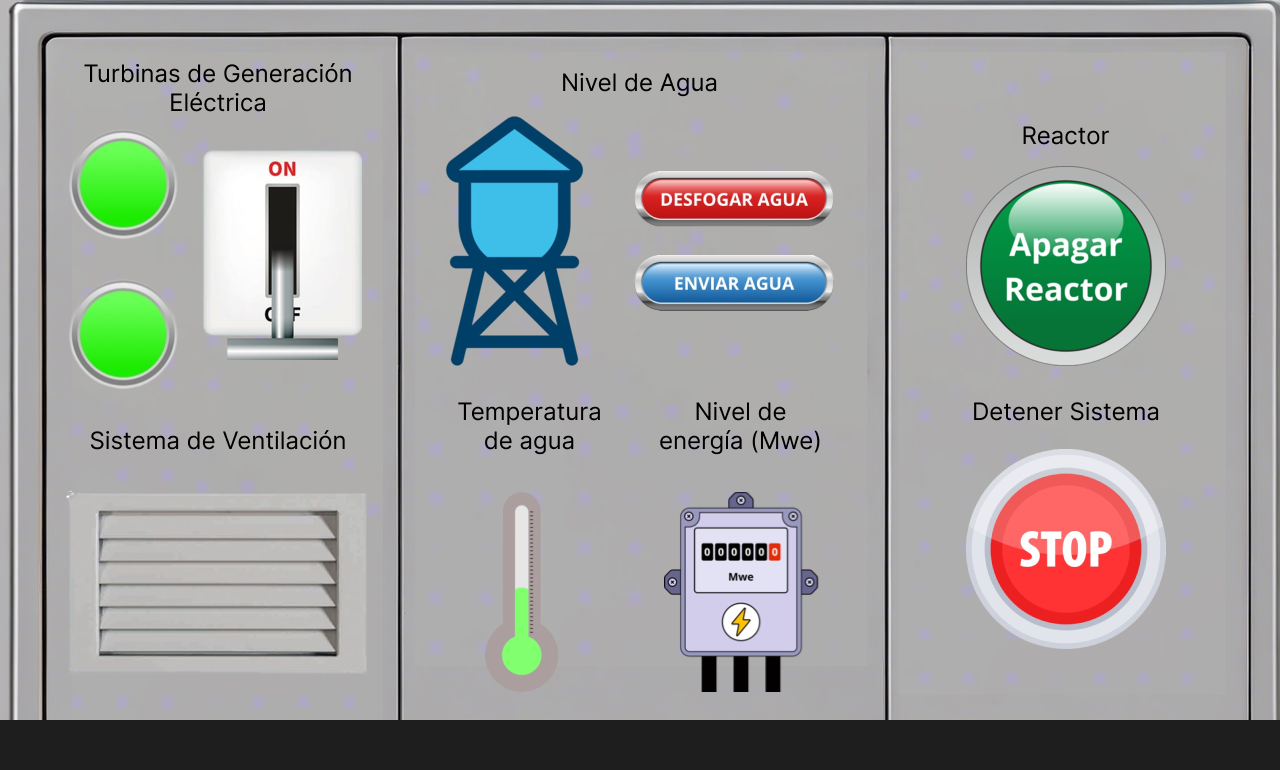 Turbinas de Generación
Eléctrica
ON
Sistema de Ventilación
Nivel de Agua
DESFOGAR AGUA
ENVIAR AGUA
Temperatura
de agua
Nivel de
energía (Mwe)
000000
Mwe
Reactor
Apagar
Reactor
Detener Sistema
STOP